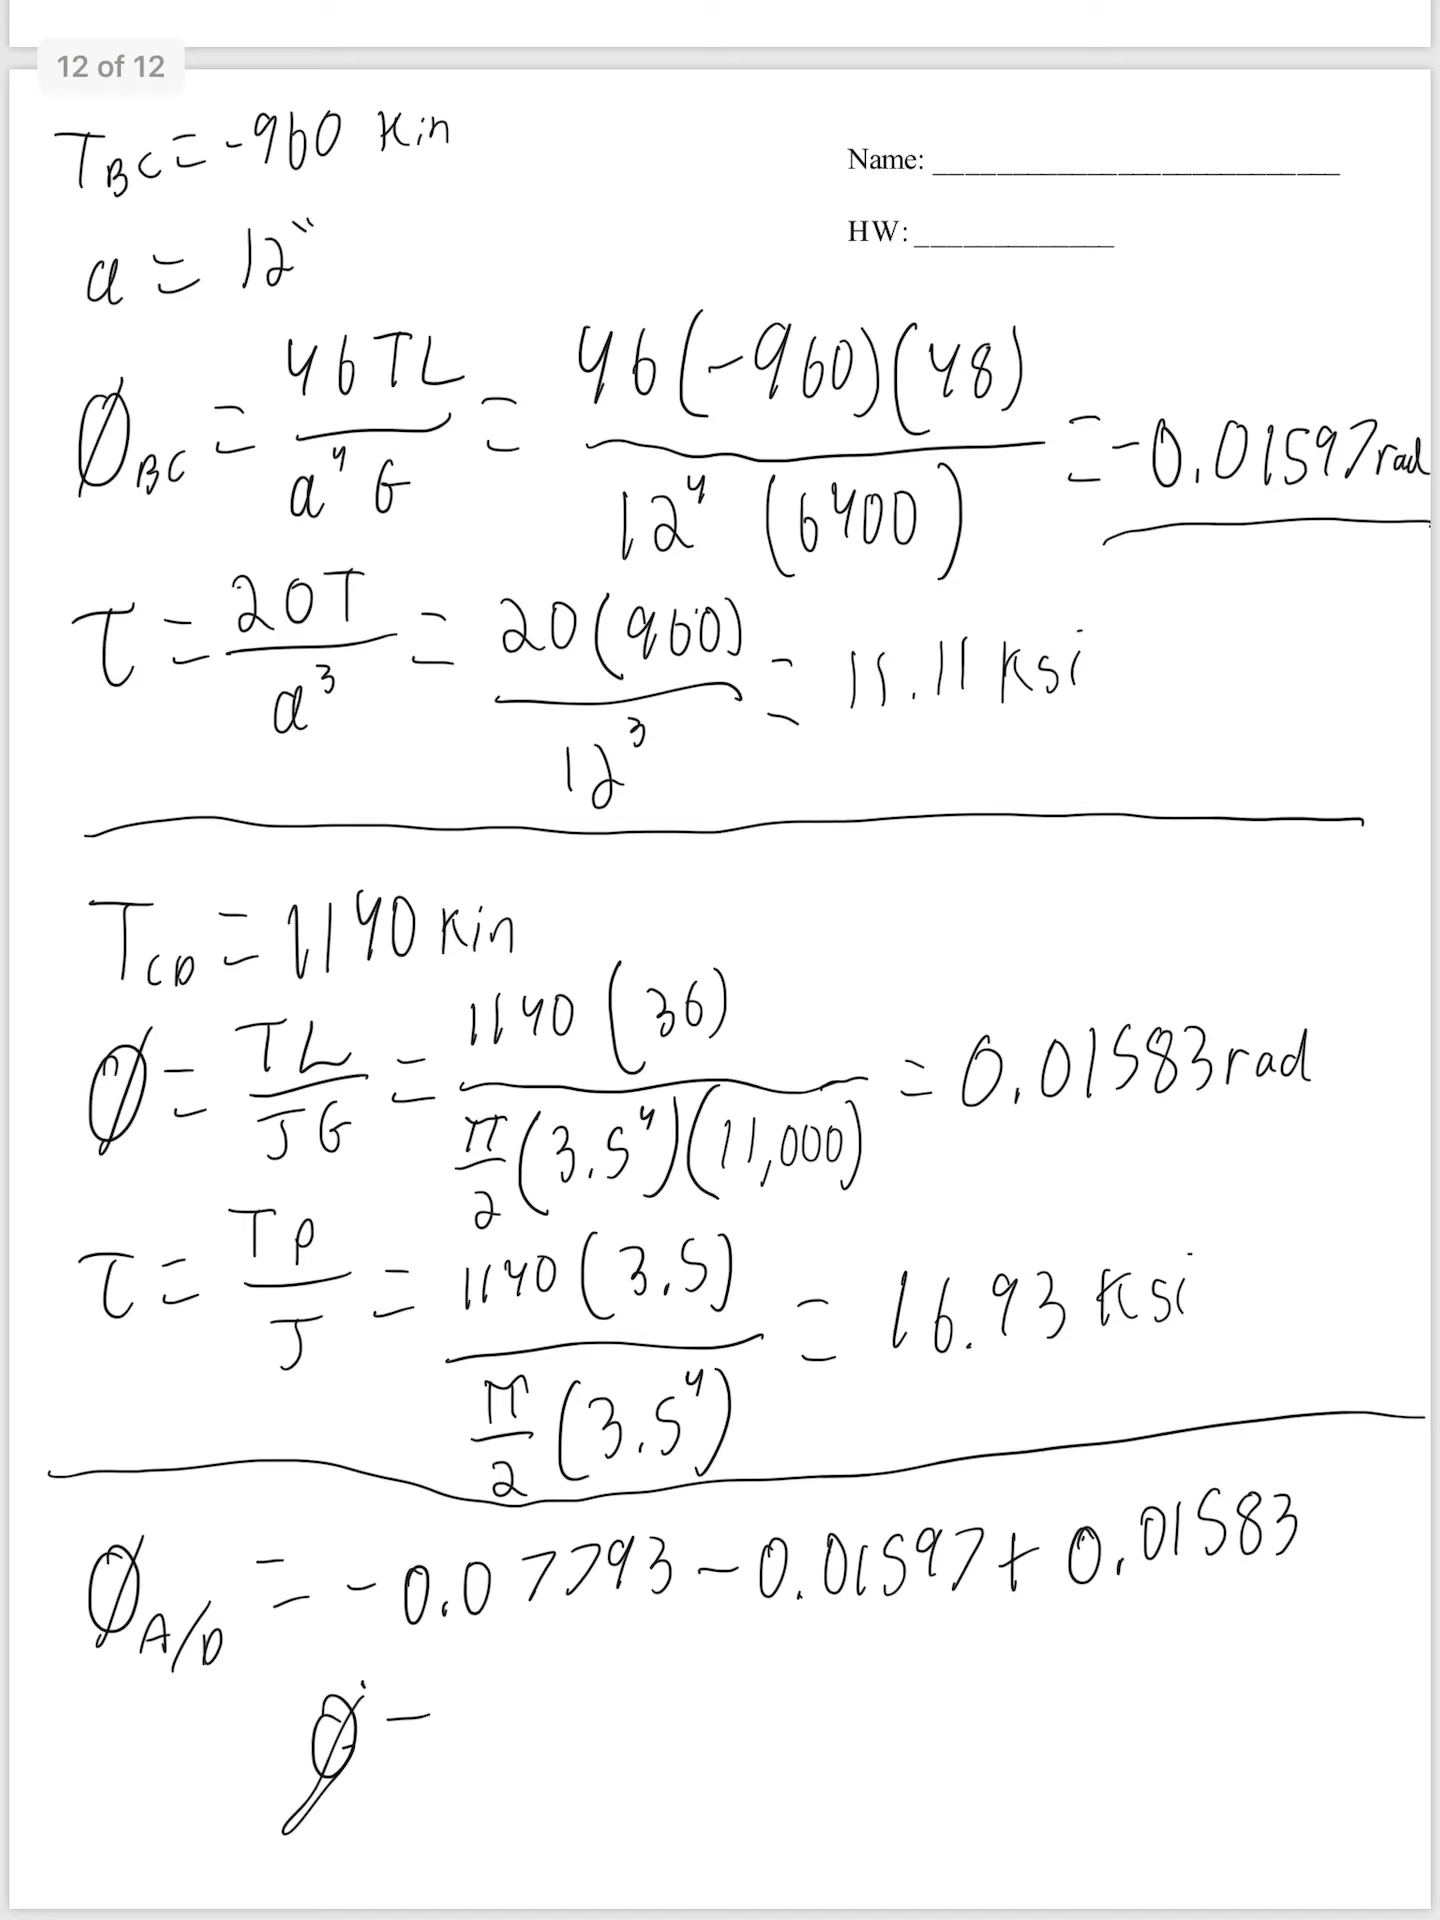 12 of 12
T_BC = -960 Kin
Name: ____________________________
HW: ______________
a = 12"
Ø_BC = 46TL / a⁴G = 46(-960)(48) / 12⁴ (6400) = -0.01597 rad
τ = 20T / a³ = 20(960) / 12³ = 11.11 Ksi
T_CD = 1140 Kin
Ø = TL / JG = 1140 (36) / π/2 (3.5⁴)(11,000) = 0.01583 rad
τ = Tρ / J = 1140 (3.5) / π/2 (3.5⁴) = 16.93 Ksi
Ø_A/D = -0.07793 - 0.01597 + 0.01583
Ø -